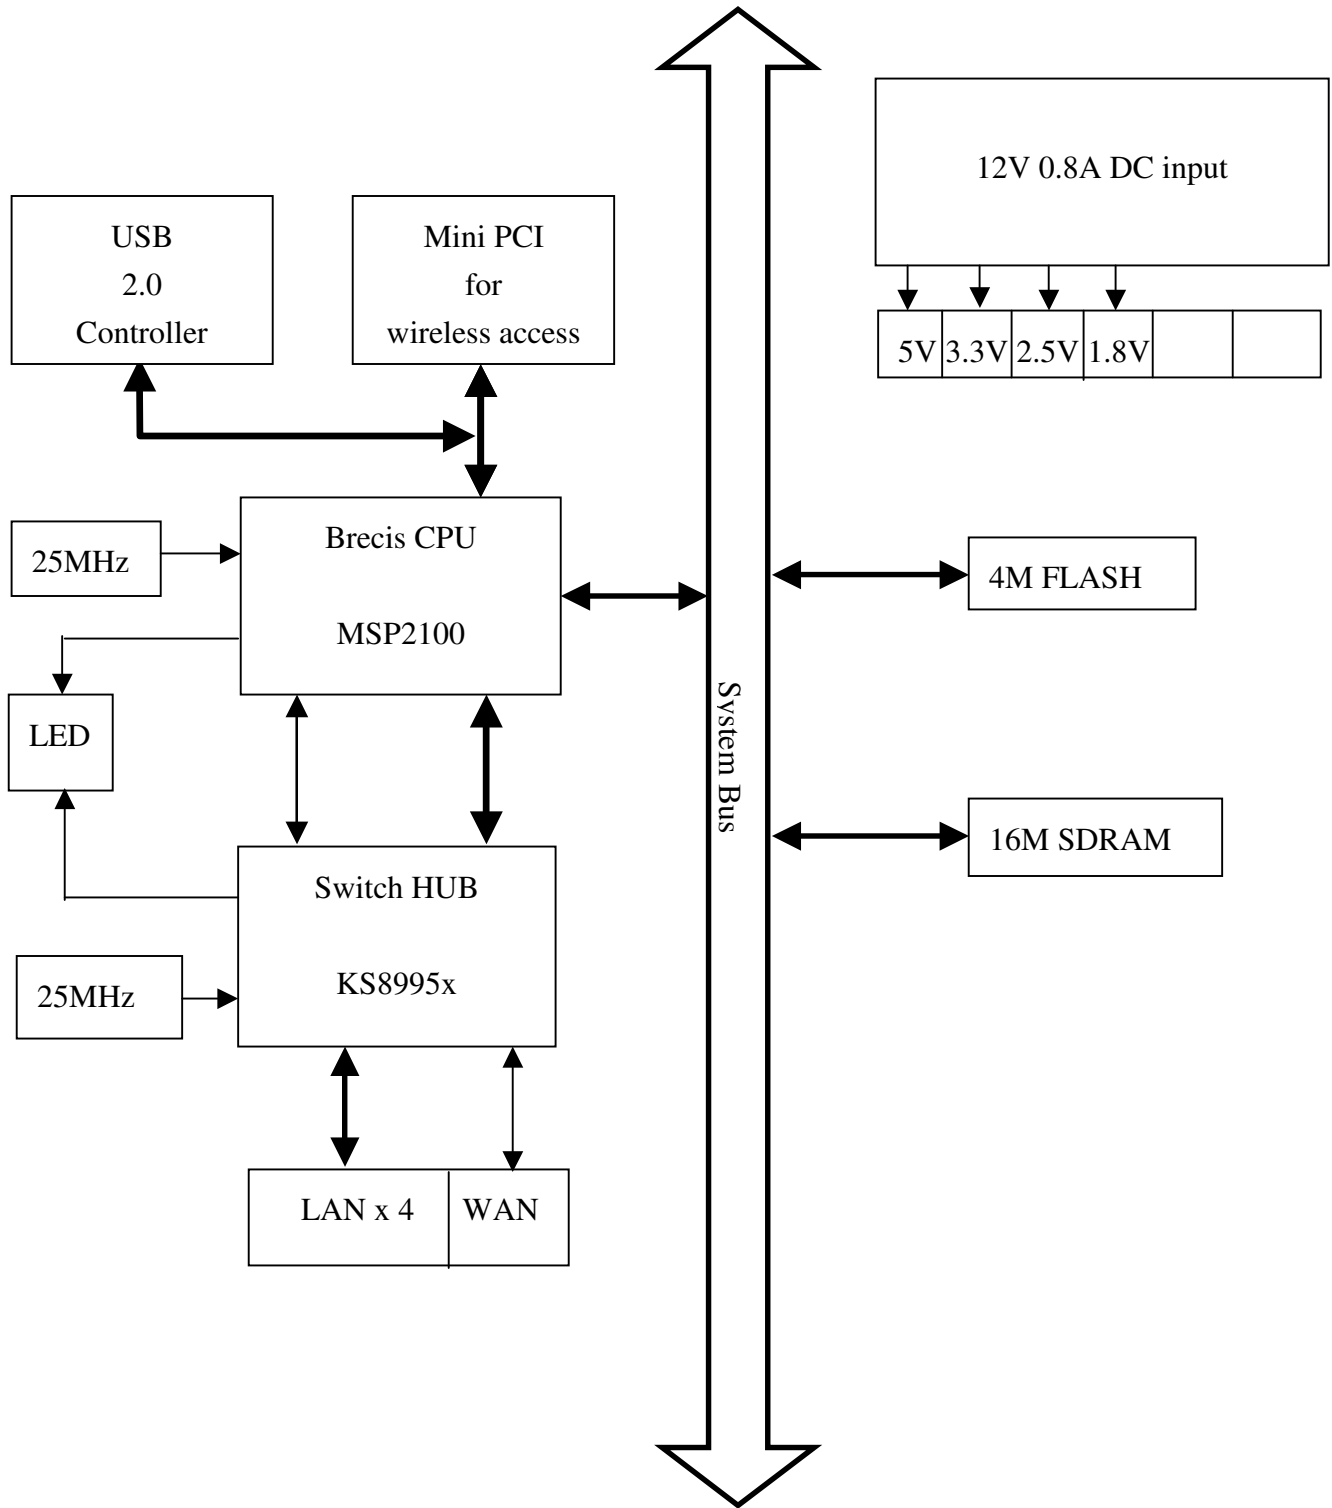 12V 0.8A DC input
USB
2.0
Controller
Mini PCI
for
wireless access
5V 3.3V 2.5V 1.8V
Brecis CPU
MSP2100
25MHz
4M FLASH
LED
System Bus
16M SDRAM
Switch HUB
KS8995x
25MHz
LAN x 4 WAN